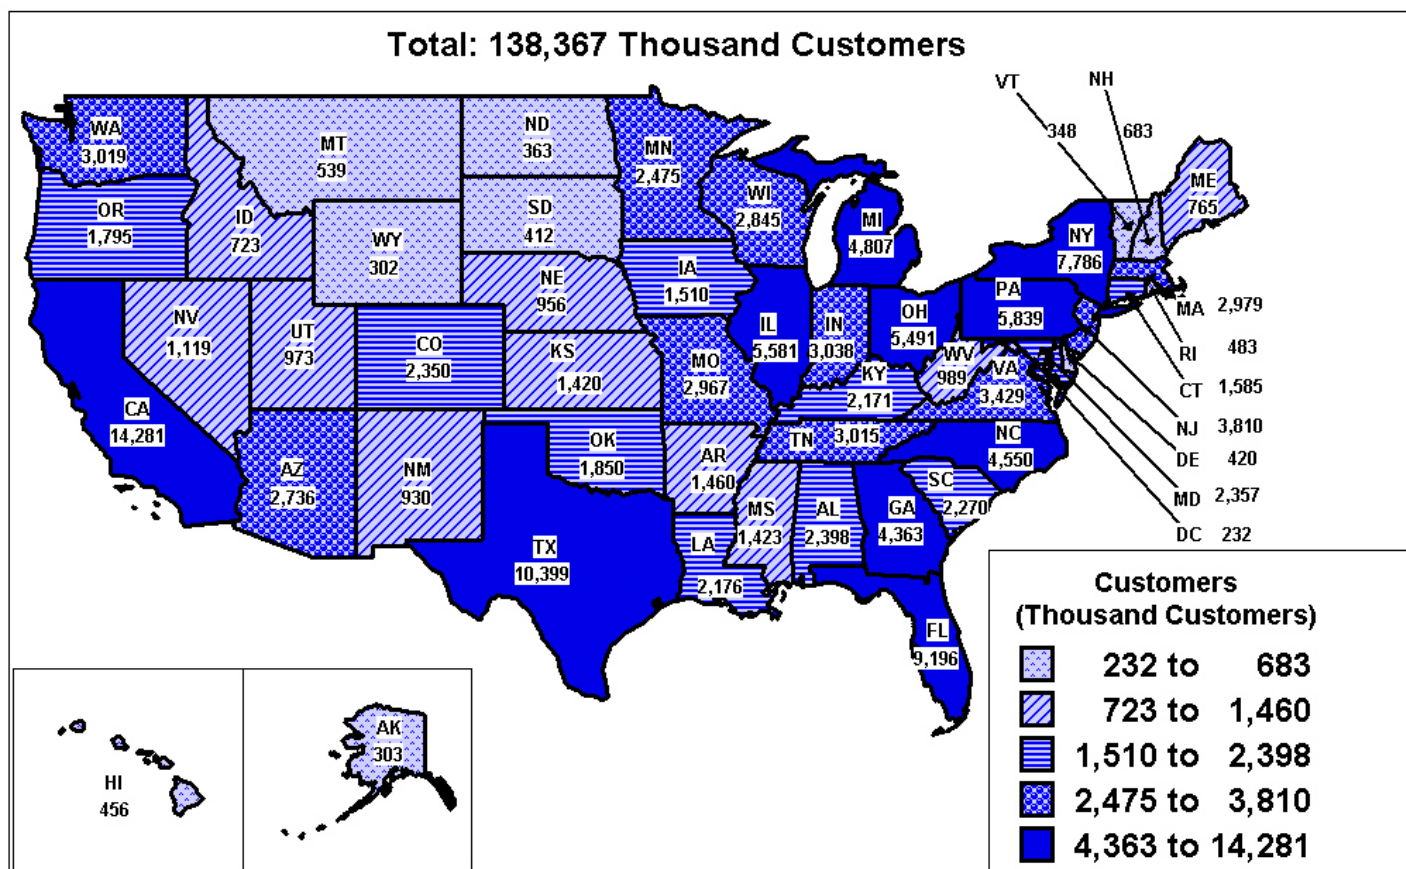 Total: 138,367 Thousand Customers
VT
NH
348
683
WA
3,019
MT
539
ND
363
MN
2,475
ME
765
OR
1,795
ID
723
SD
412
WI
2,845
MI
4,807
NY
7,786
WY
302
NE
956
IA
1,510
PA
5,839
MA 2,979
NV
1,119
UT
973
CO
2,350
KS
1,420
MO
2,967
IL
5,581
IN
3,038
OH
5,491
WV
989
VA
3,429
KY
2,171
RI 483
CT 1,585
NJ 3,810
DE 420
MD 2,357
DC 232
CA
14,281
AZ
2,736
NM
930
OK
1,850
AR
1,460
TN 3,015
NC
4,550
SC
2,270
MS
1,423
AL
2,398
GA
4,363
LA
2,176
TX
10,399
FL
9,196
HI
456
AK
303
Customers
(Thousand Customers)
232 to 683
723 to 1,460
1,510 to 2,398
2,475 to 3,810
4,363 to 14,281